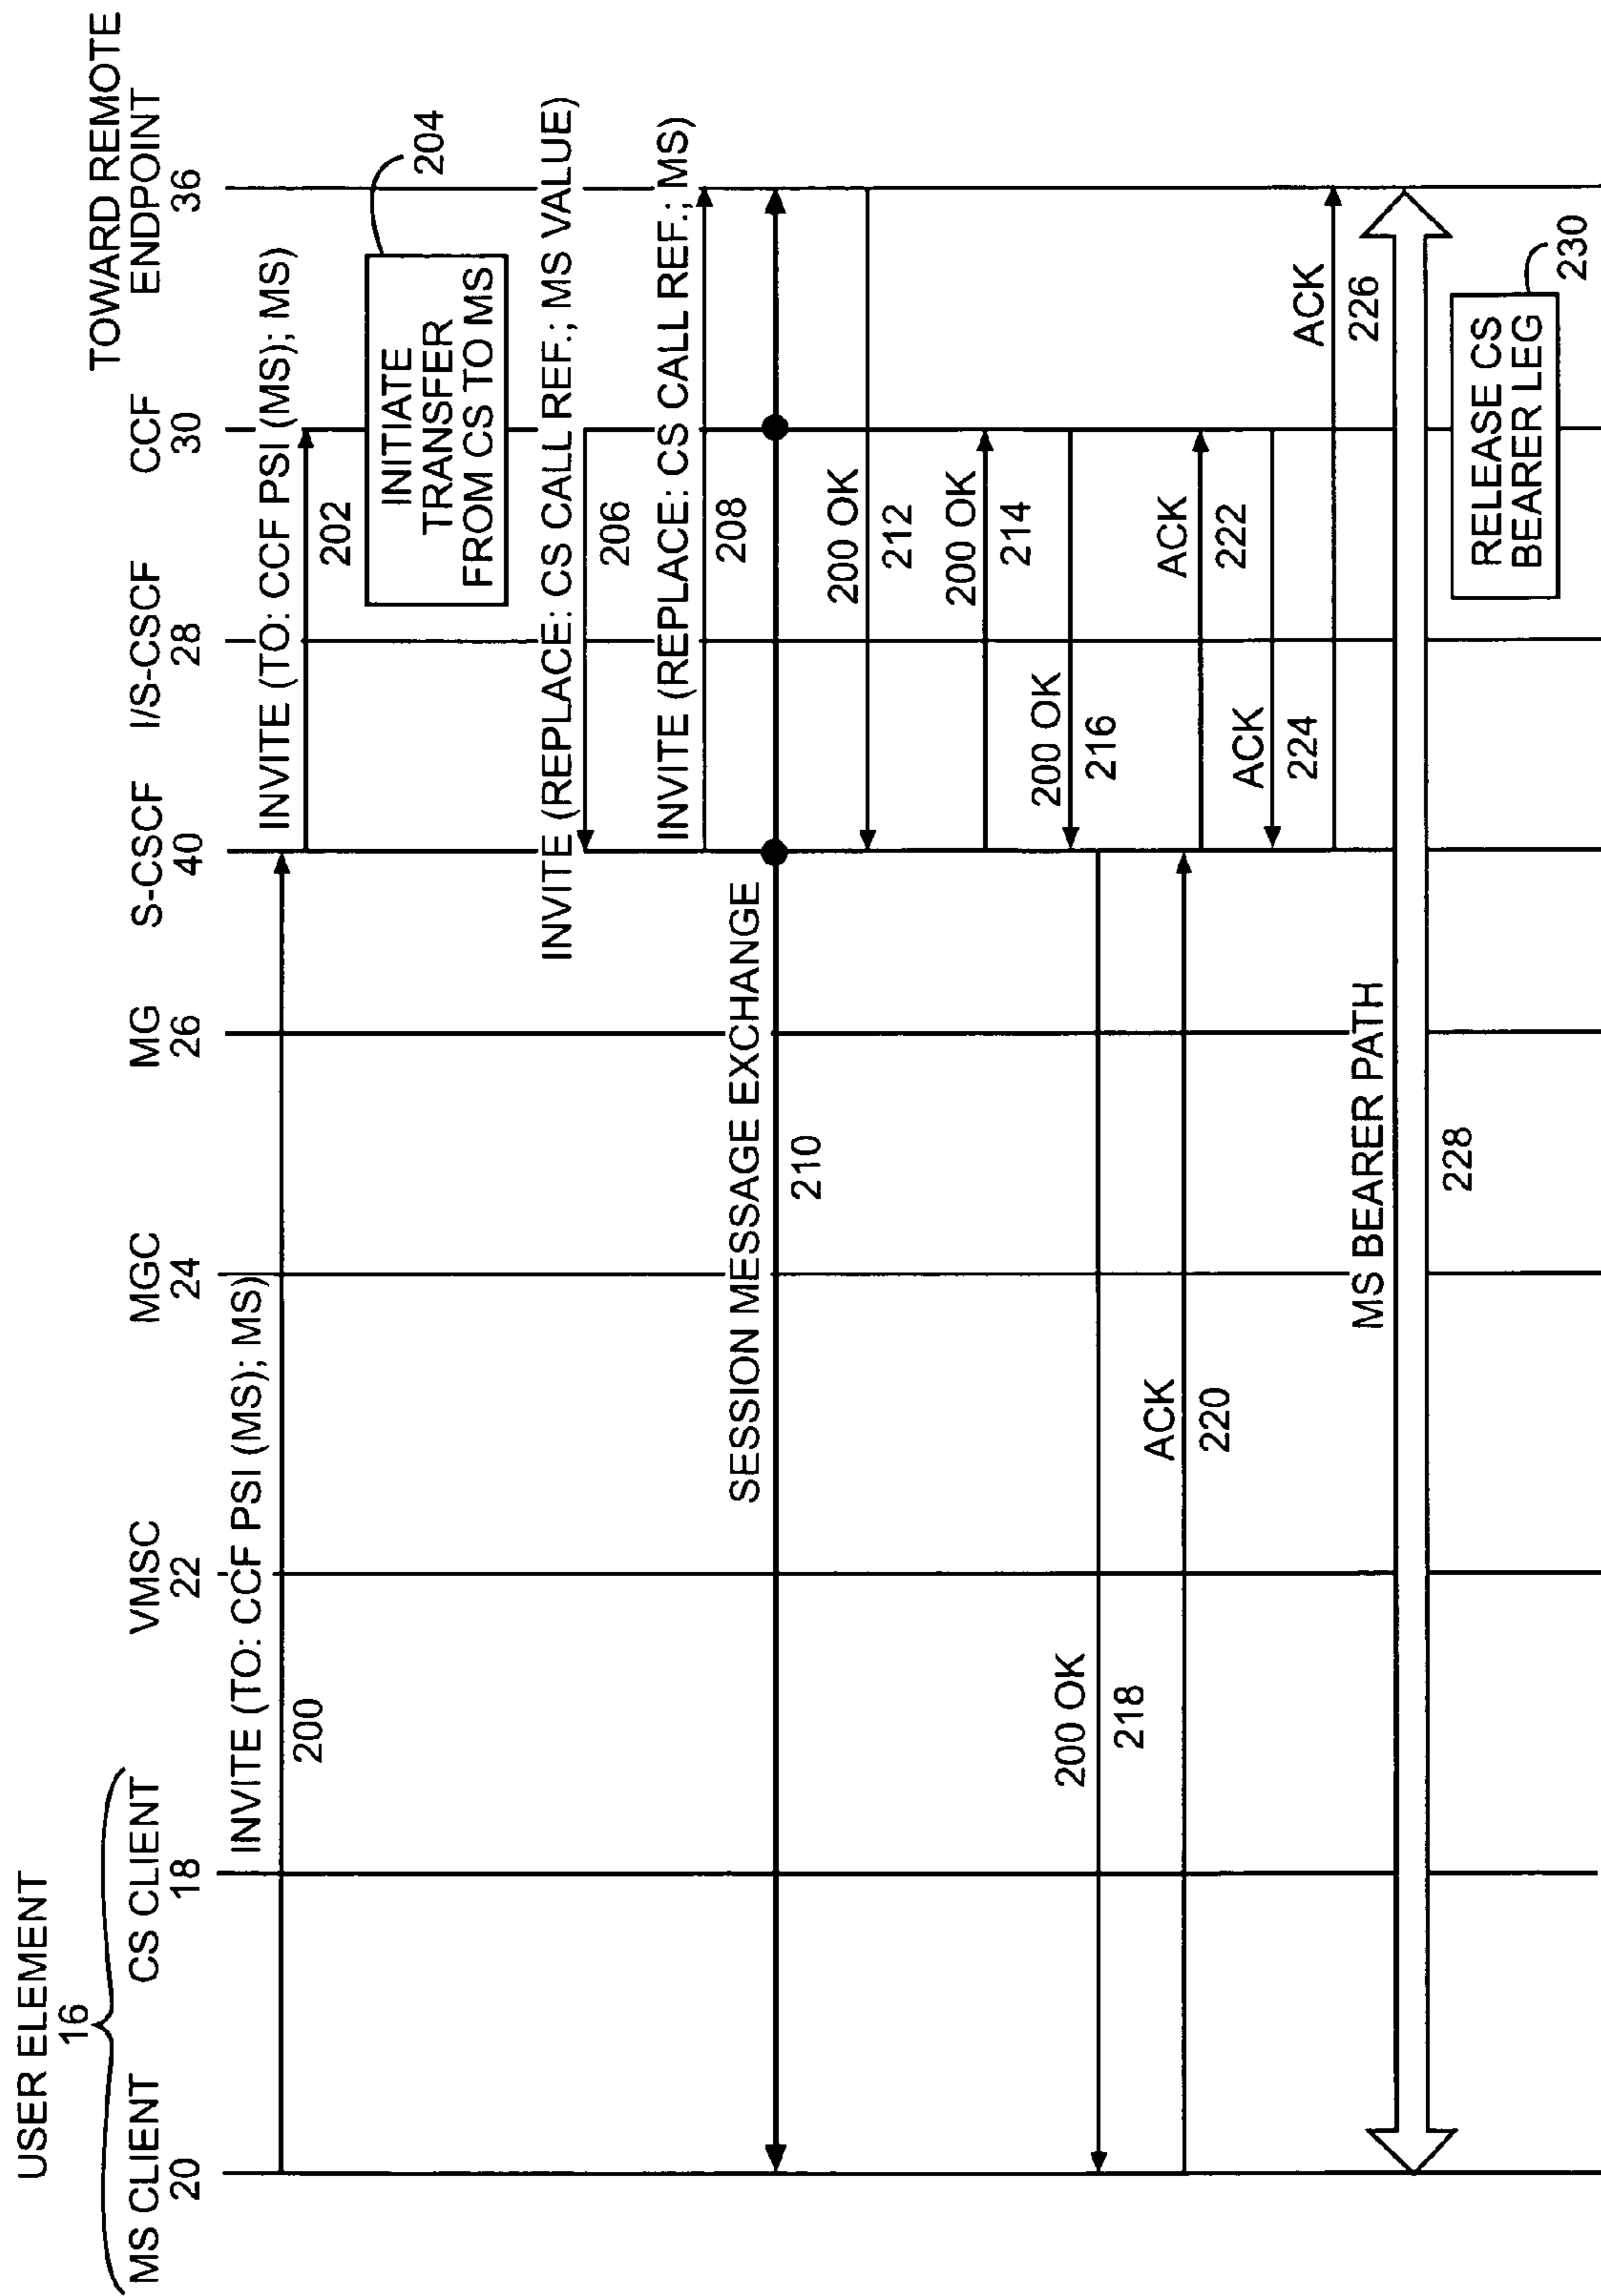 USER ELEMENT
16
MS CLIENT
20
CS CLIENT
18
VMSC
22
MGC
24
MG
26
S-CSCF
40
I/S-CSCF
28
CCF
30
TOWARD REMOTE
ENDPOINT
36
INVITE (TO: CCF PSI (MS); MS)
200
INVITE (TO: CCF PSI (MS); MS)
202
INITIATE
TRANSFER
FROM CS TO MS
204
INVITE (REPLACE: CS CALL REF.; MS VALUE)
206
INVITE (REPLACE: CS CALL REF.; MS)
208
SESSION MESSAGE EXCHANGE
210
200 OK
212
200 OK
214
200 OK
216
200 OK
218
ACK
220
ACK
222
ACK
224
ACK
226
MS BEARER PATH
228
RELEASE CS
BEARER LEG
230